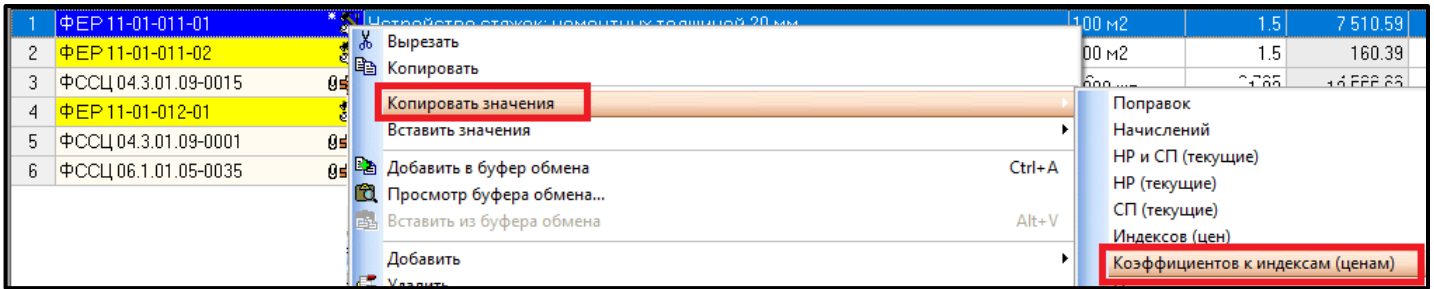 1 ФЕР 11-01-011-01 * Устройство стяжек: цементных толщиной 20 мм 100 м2 1.5 7 510.59
2 ФЕР 11-01-011-02 00 м2 1.5 160.39
3 ФССЦ 04.3.01.09-0015
4 ФЕР 11-01-012-01
5 ФССЦ 04.3.01.09-0001
6 ФССЦ 06.1.01.05-0035
Вырезать
Копировать
Копировать значения
Вставить значения
Добавить в буфер обмена Ctrl+A
Просмотр буфера обмена...
Вставить из буфера обмена Alt+V
Добавить
Удалить
Поправок
Начислений
НР и СП (текущие)
НР (текущие)
СП (текущие)
Индексов (цен)
Коэффициентов к индексам (ценам)